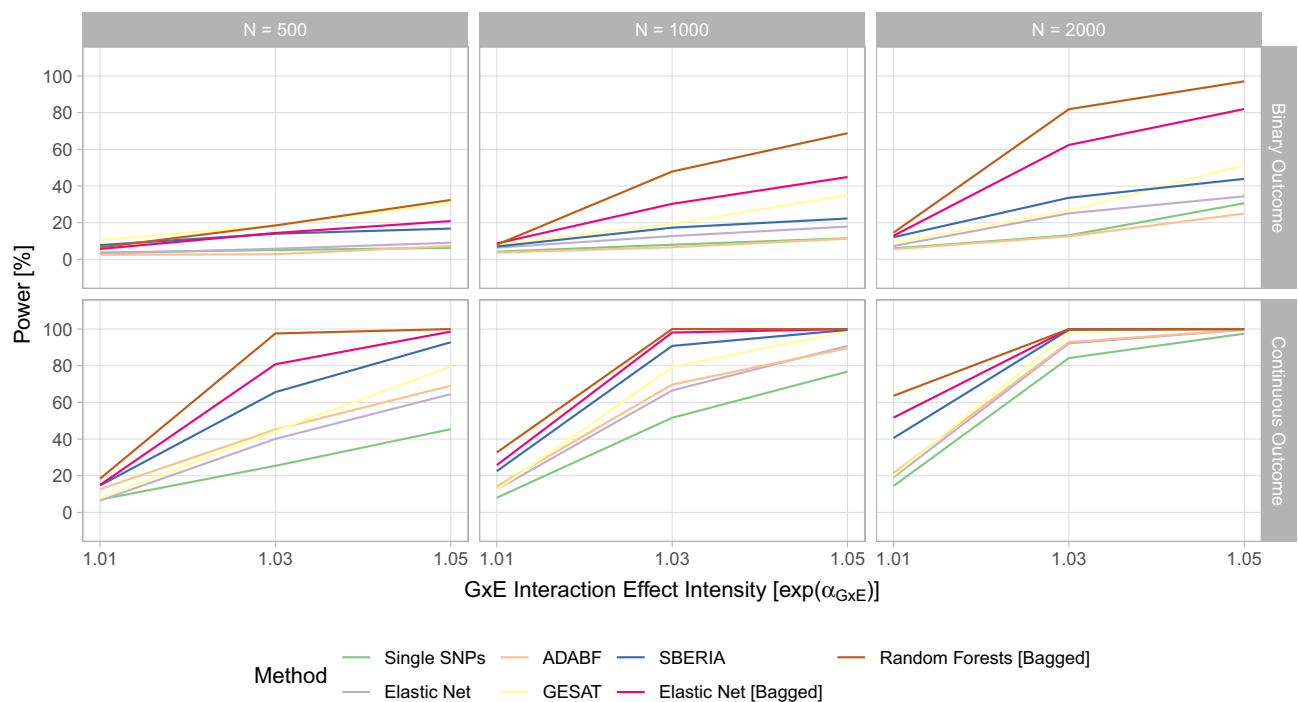 N = 500
N = 1000
N = 2000
Power [%]
100
80
60
40
20
0
Binary Outcome
100
80
60
40
20
0
Continuous Outcome
1.01
1.03
1.05
1.01
1.03
1.05
1.01
1.03
1.05
GxE Interaction Effect Intensity [exp(α_GxE)]
Method
Single SNPs
ADABF
SBERIA
Random Forests [Bagged]
Elastic Net
GESAT
Elastic Net [Bagged]